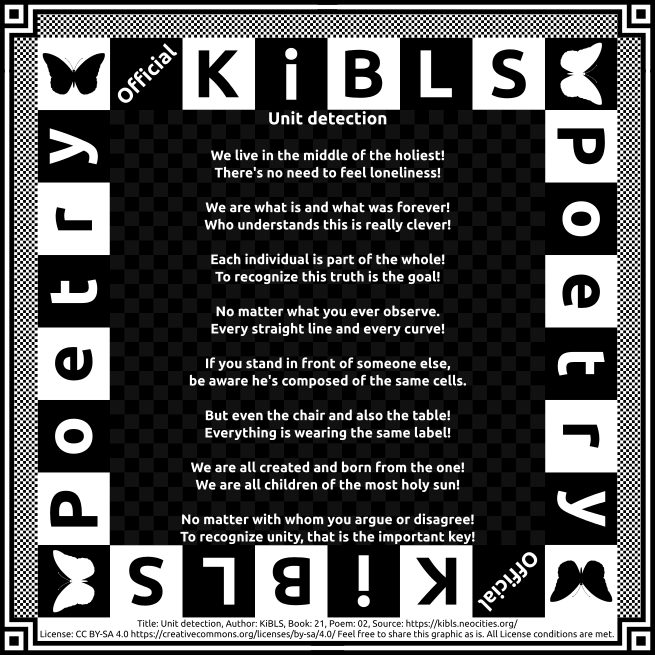 Official KiBLS
Poetry
Poetry
Unit detection
We live in the middle of the holiest!
There's no need to feel loneliness!
We are what is and what was forever!
Who understands this is really clever!
Each individual is part of the whole!
To recognize this truth is the goal!
No matter what you ever observe.
Every straight line and every curve!
If you stand in front of someone else,
be aware he's composed of the same cells.
But even the chair and also the table!
Everything is wearing the same label!
We are all created and born from the one!
We are all children of the most holy sun!
No matter with whom you argue or disagree!
To recognize unity, that is the important key!
Official KiBLS
Title: Unit detection, Author: KiBLS, Book: 21, Poem: 02, Source: https://kibls.neocities.org/
License: CC BY-SA 4.0 https://creativecommons.org/licenses/by-sa/4.0/ Feel free to share this graphic as is. All License conditions are met.